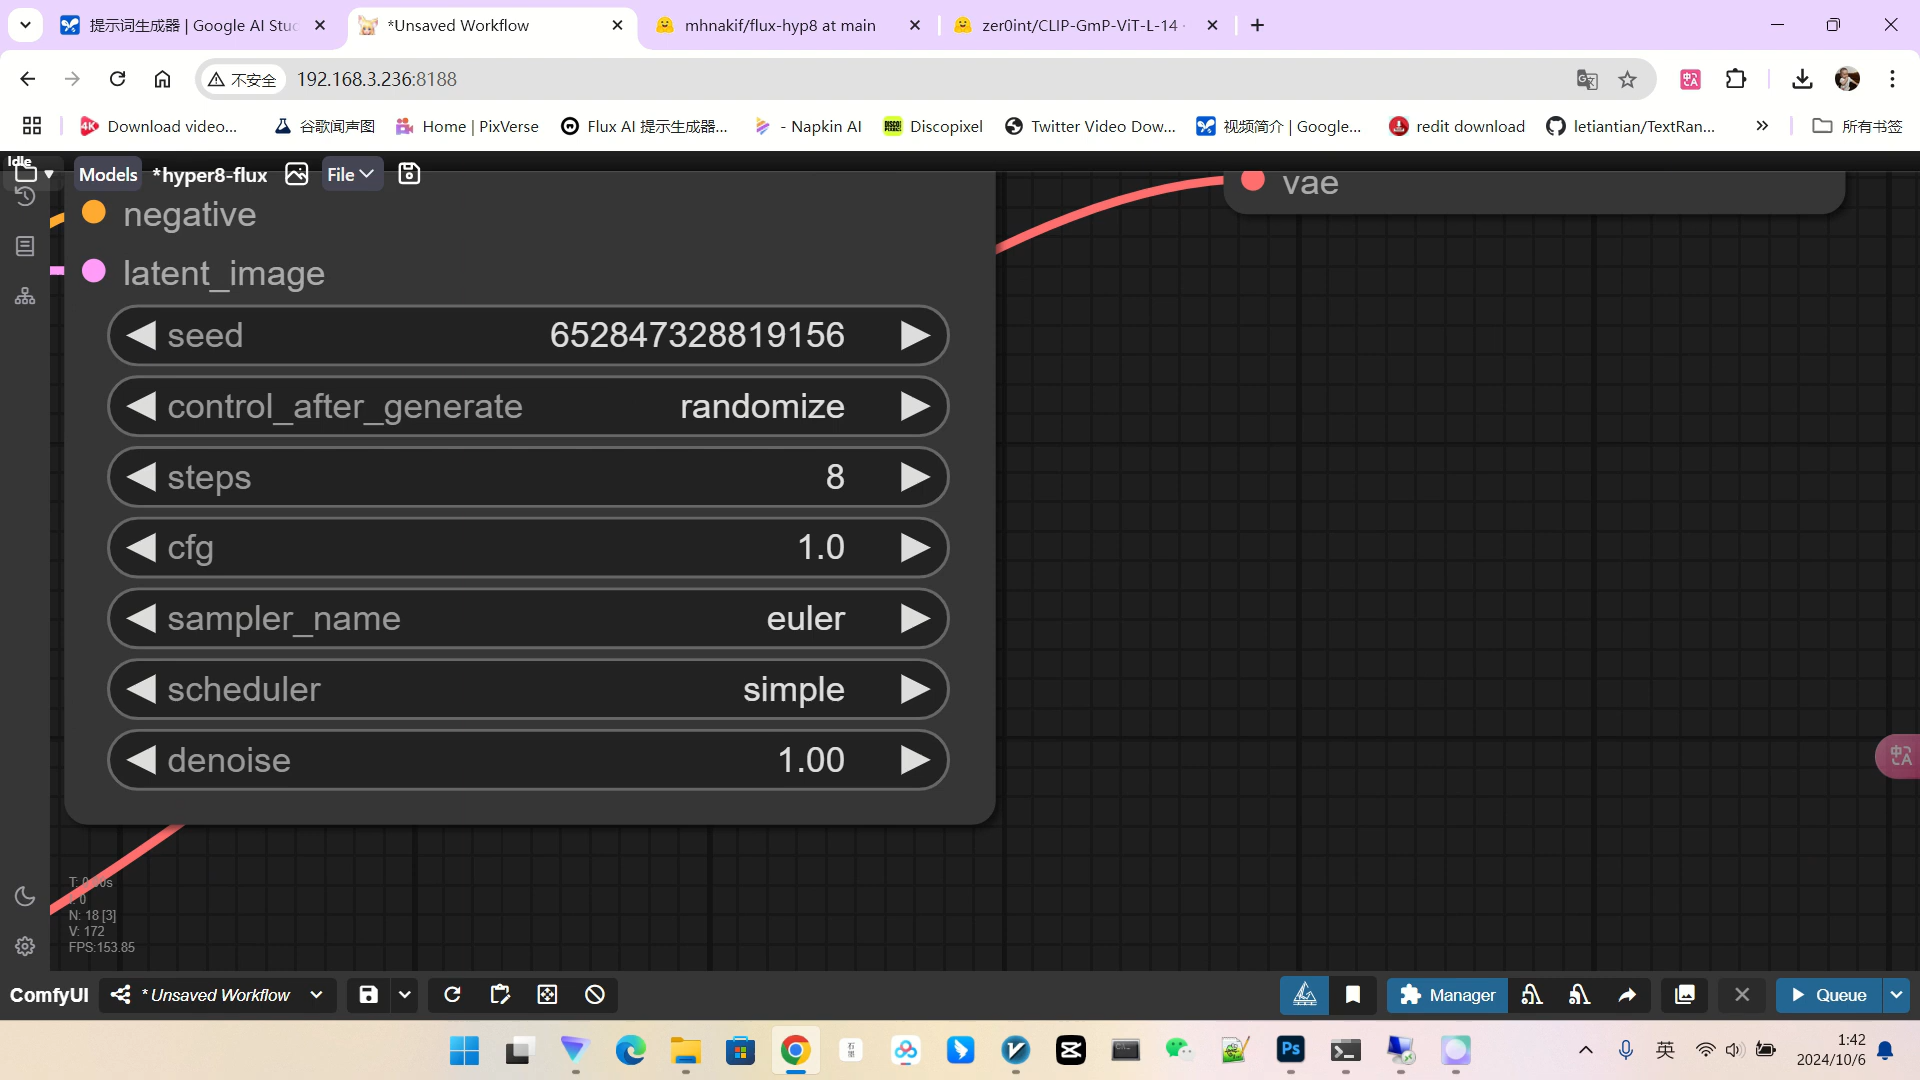 提示词生成器 | Google AI Stud
*Unsaved Workflow
mhnakif/flux-hyp8 at main
zer0int/CLIP-GmP-ViT-L-14 ·
不安全
192.168.3.236:8188
Download video...
谷歌闻声图
Home | PixVerse
Flux AI 提示生成器...
- Napkin AI
Discopixel
Twitter Video Dow...
视频简介 | Google...
redit download
letiantian/TextRan...
所有书签
Idle
Models
*hyper8-flux
File
vae
negative
latent_image
seed 652847328819156
control_after_generate randomize
steps 8
cfg 1.0
sampler_name euler
scheduler simple
denoise 1.00
N: 18 [3]
V: 172
FPS:153.85
ComfyUI
* Unsaved Workflow
Manager
Queue
英
1:42
2024/10/6